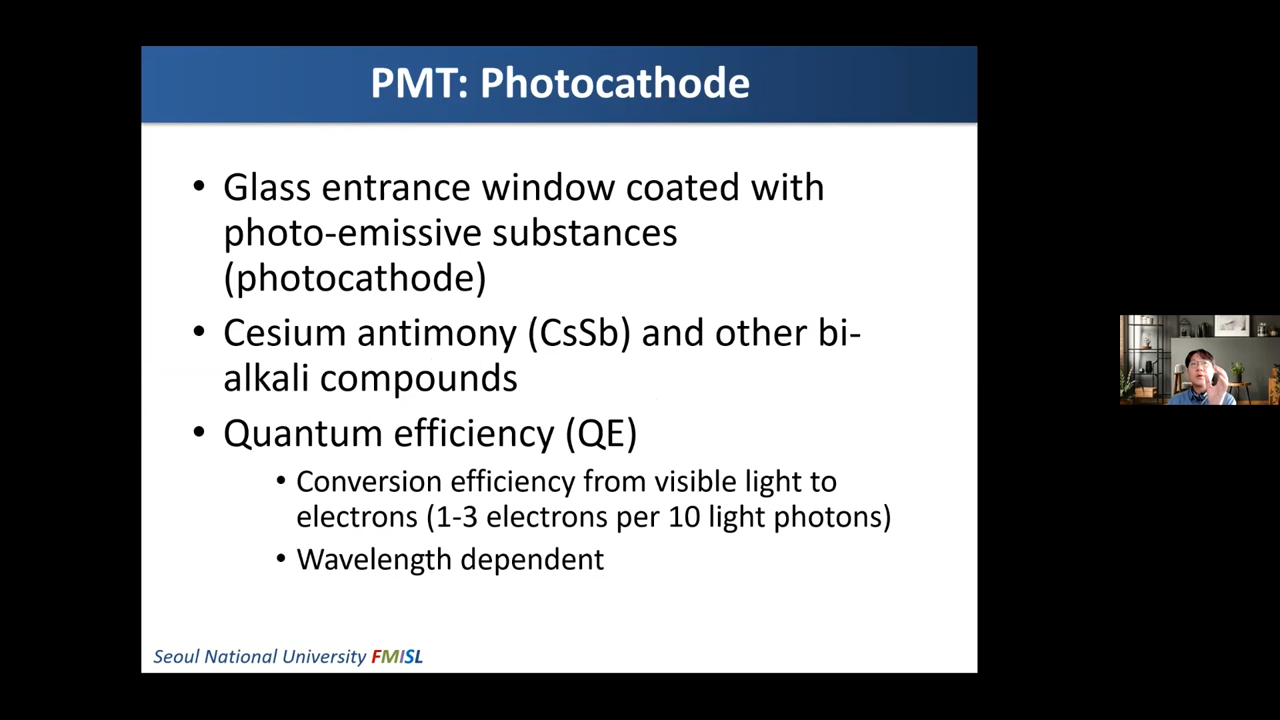 PMT: Photocathode
• Glass entrance window coated with
photo-emissive substances
(photocathode)
• Cesium antimony (CsSb) and other bi-
alkali compounds
• Quantum efficiency (QE)
• Conversion efficiency from visible light to
electrons (1-3 electrons per 10 light photons)
• Wavelength dependent
Seoul National University FMISL